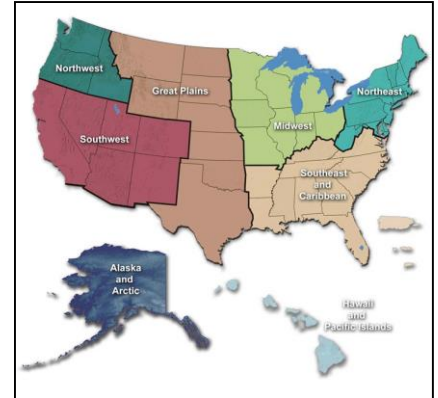 Northwest
Great Plains
Northeast
Midwest
Southwest
Southeast
and
Caribbean
Alaska
and
Arctic
Hawaii
and
Pacific Islands